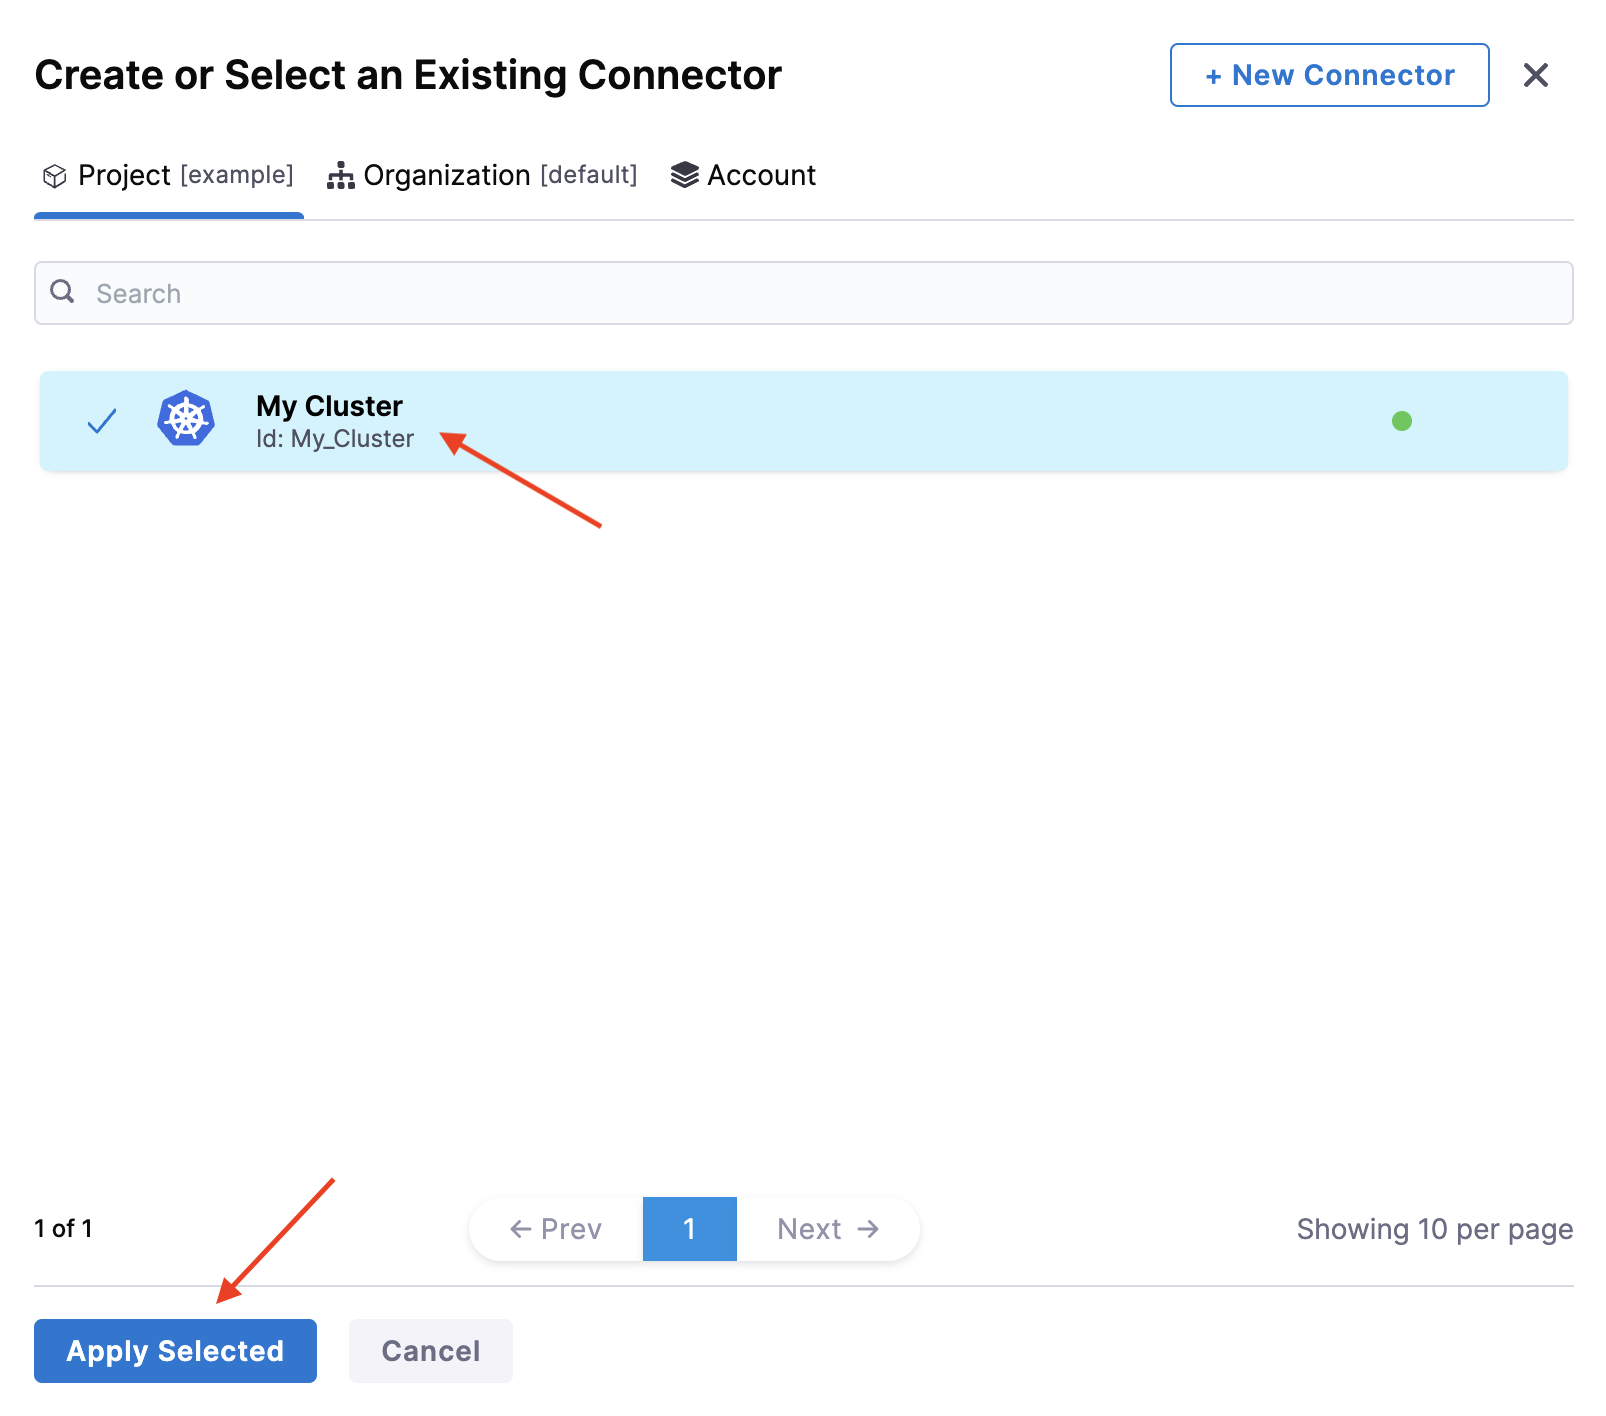 Create or Select an Existing Connector
+ New Connector
Project [example]
Organization [default]
Account
Search
My Cluster
Id: My_Cluster
1 of 1
← Prev
1
Next →
Showing 10 per page
Apply Selected
Cancel